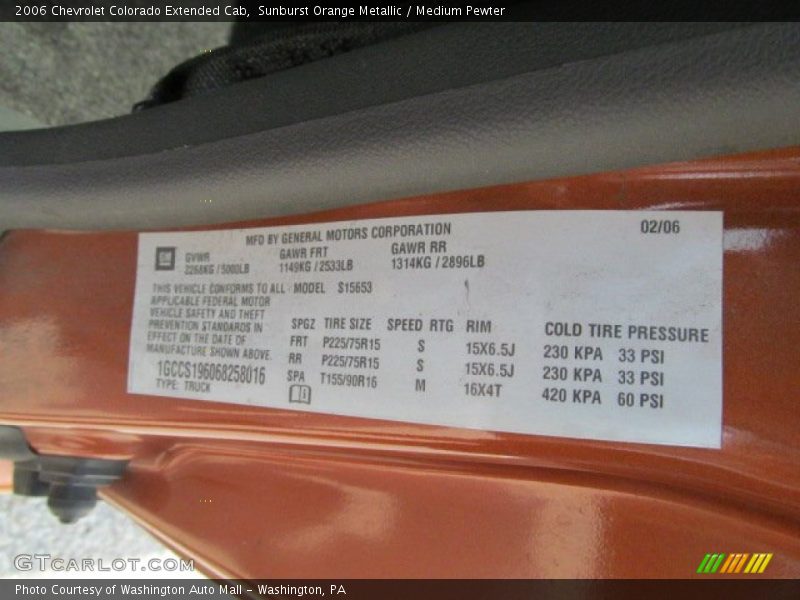 2006 Chevrolet Colorado Extended Cab, Sunburst Orange Metallic / Medium Pewter
02/06
MFD BY GENERAL MOTORS CORPORATION
GM
GVWR GAWR FRT GAWR RR
2268KG / 5000LB 1149KG / 2533LB 1314KG / 2896LB
THIS VEHICLE CONFORMS TO ALL MODEL S15653
APPLICABLE FEDERAL MOTOR
VEHICLE SAFETY AND THEFT
PREVENTION STANDARDS IN
EFFECT ON THE DATE OF
MANUFACTURE SHOWN ABOVE.
1GCCS196068258016
TYPE: TRUCK
SPGZ TIRE SIZE SPEED RTG RIM COLD TIRE PRESSURE
FRT P225/75R15 S 15X6.5J 230 KPA 33 PSI
RR P225/75R15 S 15X6.5J 230 KPA 33 PSI
SPA T155/90R16 M 16X4T 420 KPA 60 PSI
GTCARLOT.COM
Photo Courtesy of Washington Auto Mall - Washington, PA